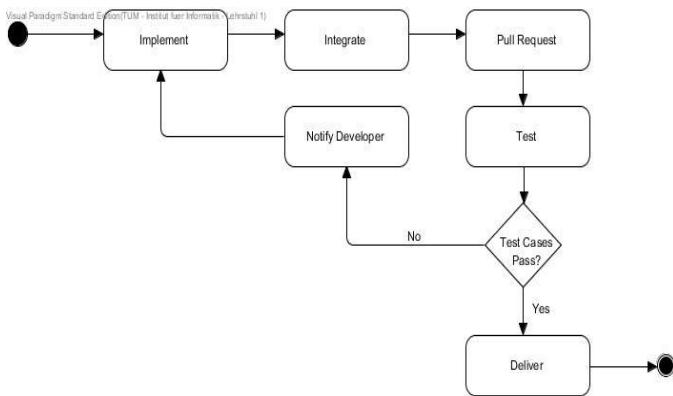 Visual Paradigm Standard Edition(TUM - Institut fuer Informatik - Lehrstuhl 1)
Implement
Integrate
Pull Request
Notify Developer
Test
No
Test Cases
Pass?
Yes
Deliver